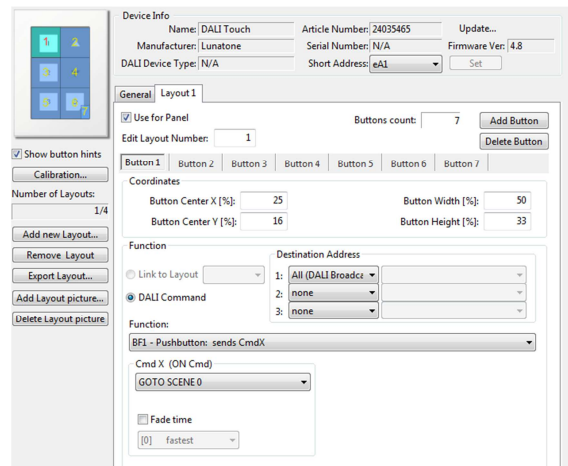 Device Info
Name: DALI Touch Article Number: 24035465 Update...
Manufacturer: Lunatone Serial Number: N/A Firmware Ver: 4.8
DALI Device Type: N/A Short Address: eA1 Set
1 2
4
7
General Layout 1
Use for Panel Buttons count: 7 Add Button
Edit Layout Number: 1 Delete Button
Show button hints
Calibration...
Number of Layouts:
1/4
Add new Layout...
Remove Layout
Export Layout...
Add Layout picture...
Delete Layout picture
Button 1 Button 2 Button 3 Button 4 Button 5 Button 6 Button 7
Coordinates
Button Center X [%]: 25 Button Width [%]: 50
Button Center Y [%]: 16 Button Height [%]: 33
Function
Destination Address
Link to Layout 1: All (DALI Broadca
DALI Command 2: none
3: none
Function:
BF1 - Pushbutton: sends CmdX
Cmd X (ON Cmd)
GOTO SCENE 0
Fade time
[0] fastest